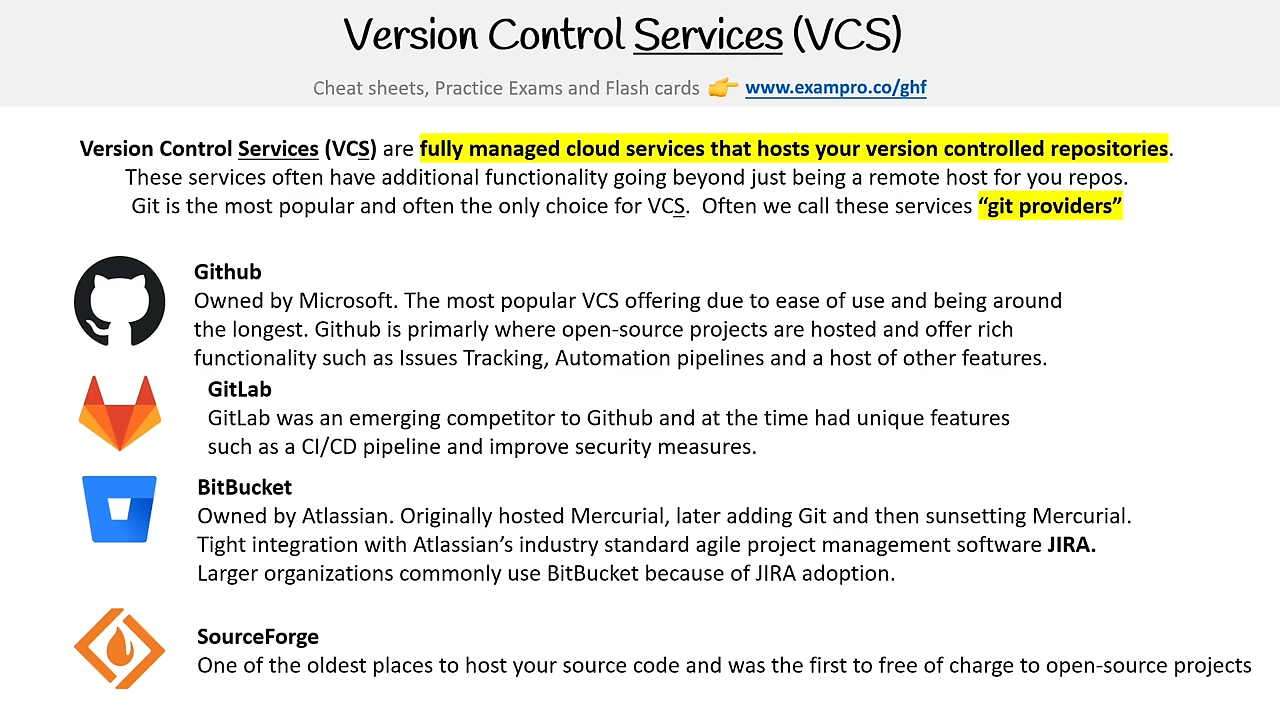 Version Control Services (VCS)
Cheat sheets, Practice Exams and Flash cards 👉 www.exampro.co/ghf
Version Control Services (VCS) are fully managed cloud services that hosts your version controlled repositories.
These services often have additional functionality going beyond just being a remote host for you repos.
Git is the most popular and often the only choice for VCS. Often we call these services “git providers”
Github
Owned by Microsoft. The most popular VCS offering due to ease of use and being around
the longest. Github is primarly where open-source projects are hosted and offer rich
functionality such as Issues Tracking, Automation pipelines and a host of other features.
GitLab
GitLab was an emerging competitor to Github and at the time had unique features
such as a CI/CD pipeline and improve security measures.
BitBucket
Owned by Atlassian. Originally hosted Mercurial, later adding Git and then sunsetting Mercurial.
Tight integration with Atlassian’s industry standard agile project management software JIRA.
Larger organizations commonly use BitBucket because of JIRA adoption.
SourceForge
One of the oldest places to host your source code and was the first to free of charge to open-source projects